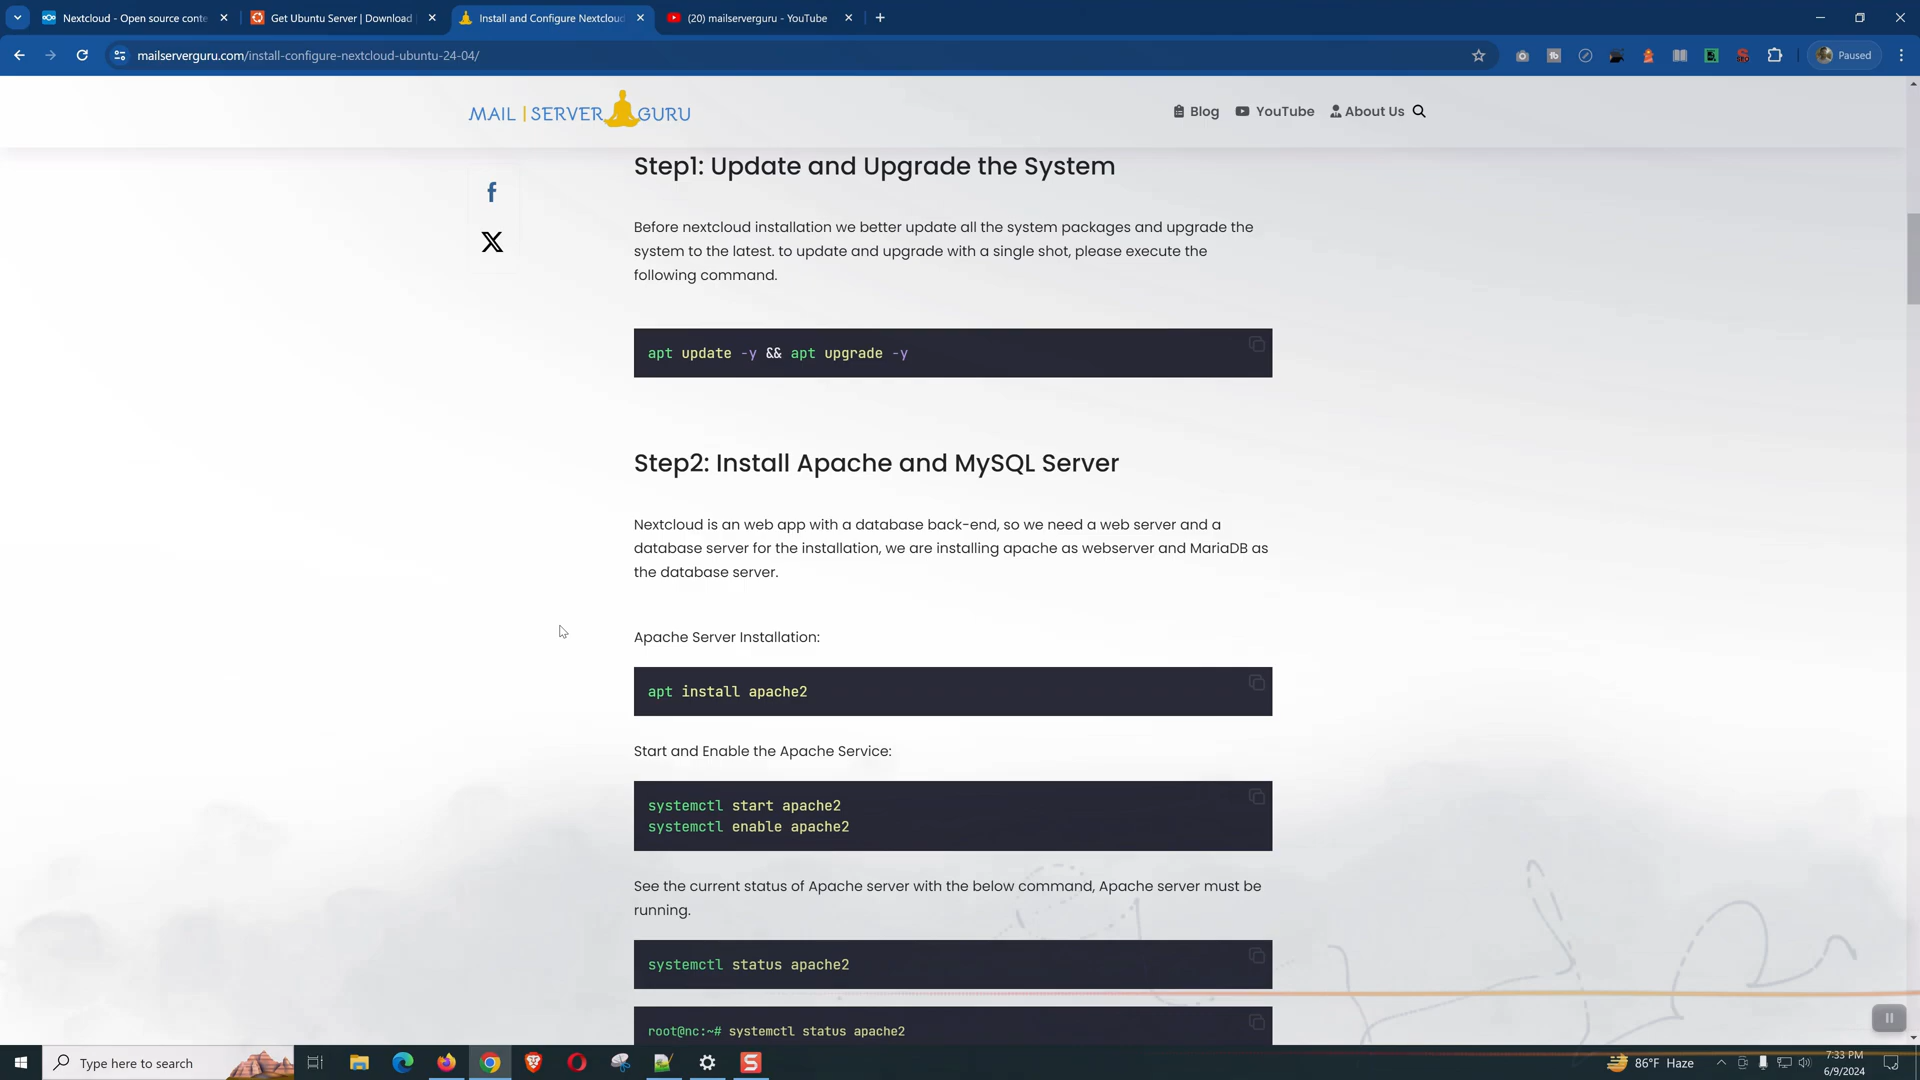 Nextcloud - Open source conte
Get Ubuntu Server | Download
Install and Configure Nextcloud
(20) mailserverguru - YouTube
mailserverguru.com/install-configure-nextcloud-ubuntu-24-04/
Paused
MAIL | SERVER GURU
Blog
YouTube
About Us
Step1: Update and Upgrade the System
Before nextcloud installation we better update all the system packages and upgrade the
system to the latest. to update and upgrade with a single shot, please execute the
following command.
apt update -y && apt upgrade -y
Step2: Install Apache and MySQL Server
Nextcloud is an web app with a database back-end, so we need a web server and a
database server for the installation, we are installing apache as webserver and MariaDB as
the database server.
Apache Server Installation:
apt install apache2
Start and Enable the Apache Service:
systemctl start apache2
systemctl enable apache2
See the current status of Apache server with the below command, Apache server must be
running.
systemctl status apache2
root@nc:~# systemctl status apache2
Type here to search
86°F Haze
7:33 PM
6/9/2024